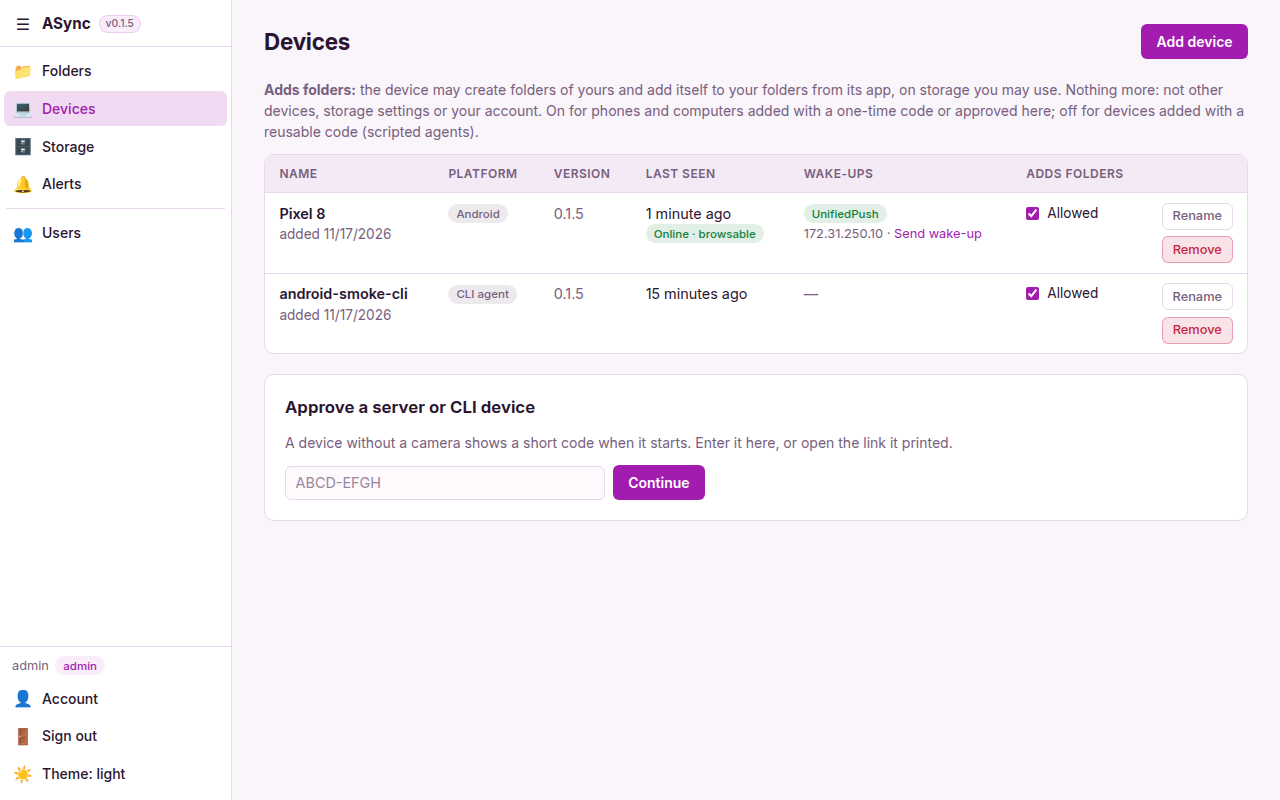 ASync v0.1.5
Folders
Devices
Storage
Alerts
Users
admin admin
Account
Sign out
Theme: light
Devices
Add device
Adds folders: the device may create folders of yours and add itself to your folders from its app, on storage you may use. Nothing more: not other
devices, storage settings or your account. On for phones and computers added with a one-time code or approved here; off for devices added with a
reusable code (scripted agents).
NAME PLATFORM VERSION LAST SEEN WAKE-UPS ADDS FOLDERS
Pixel 8 Android 0.1.5 1 minute ago UnifiedPush Allowed Rename
added 11/17/2026 Online · browsable 172.31.250.10 · Send wake-up
Remove
android-smoke-cli CLI agent 0.1.5 15 minutes ago — Allowed Rename
added 11/17/2026
Remove
Approve a server or CLI device
A device without a camera shows a short code when it starts. Enter it here, or open the link it printed.
ABCD-EFGH Continue